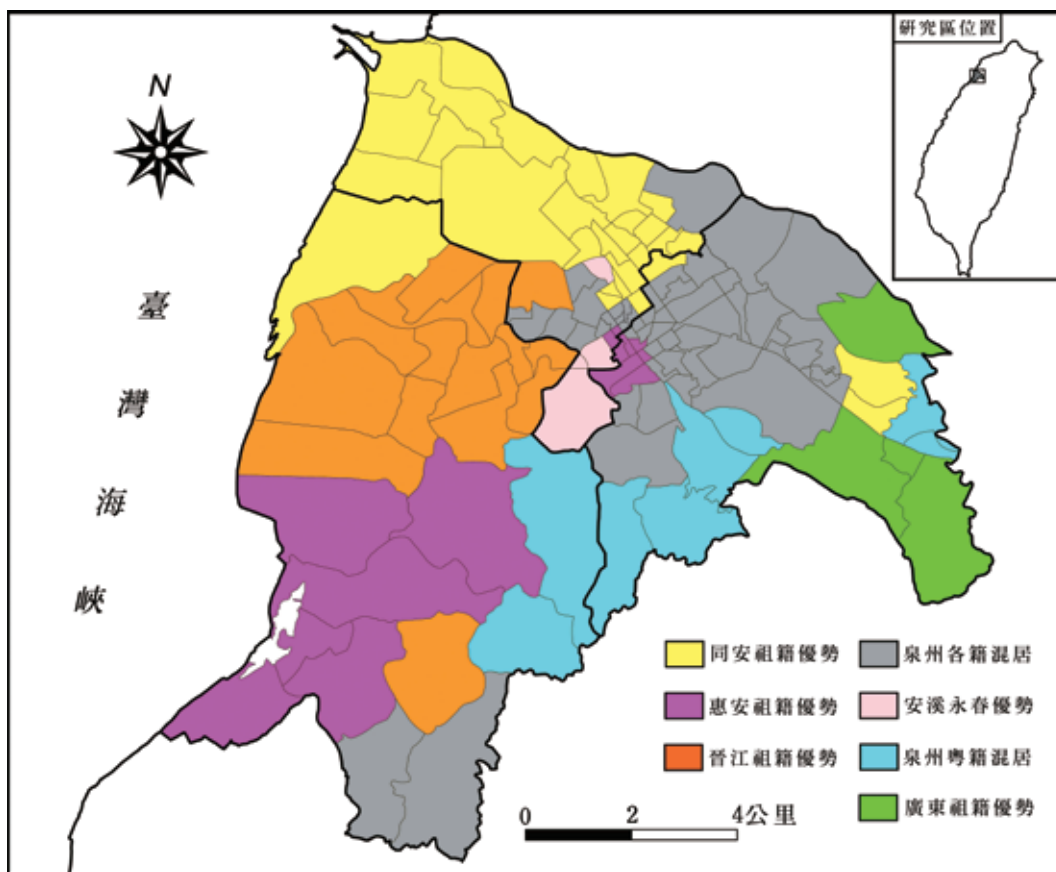 研究區位置
N
臺灣海峽
同安祖籍優勢
泉州各籍混居
惠安祖籍優勢
安溪永春優勢
晉江祖籍優勢
泉州粵籍混居
廣東祖籍優勢
0 2 4公里